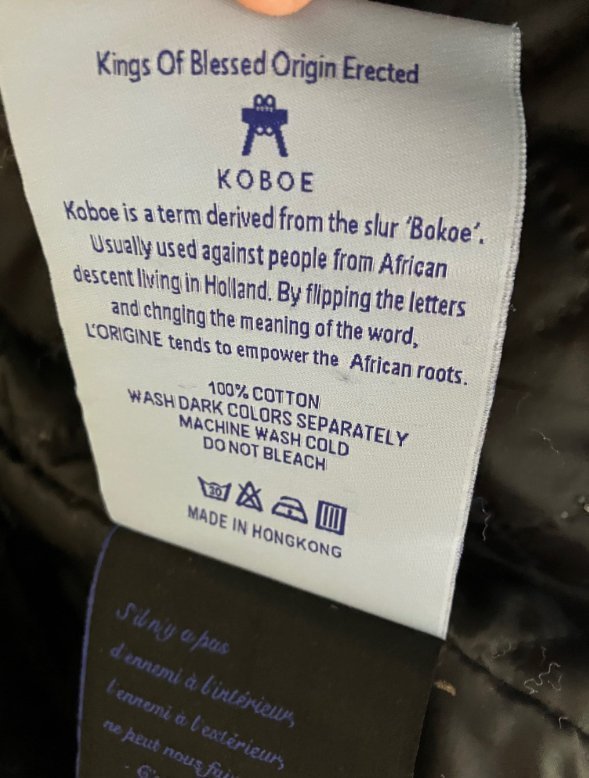 Kings Of Blessed Origin Erected
KOBOE
Koboe is a term derived from the slur 'Bokoe'.
Usually used against people from African
descent living in Holland. By flipping the letters
and chnging the meaning of the word,
L'ORIGINE tends to empower the African roots.
100% COTTON
WASH DARK COLORS SEPARATELY
MACHINE WASH COLD
DO NOT BLEACH
30
MADE IN HONGKONG
S'il n'y a pas
d'ennemi à l'intérieur,
l'ennemi à l'extérieur,
ne peut nous